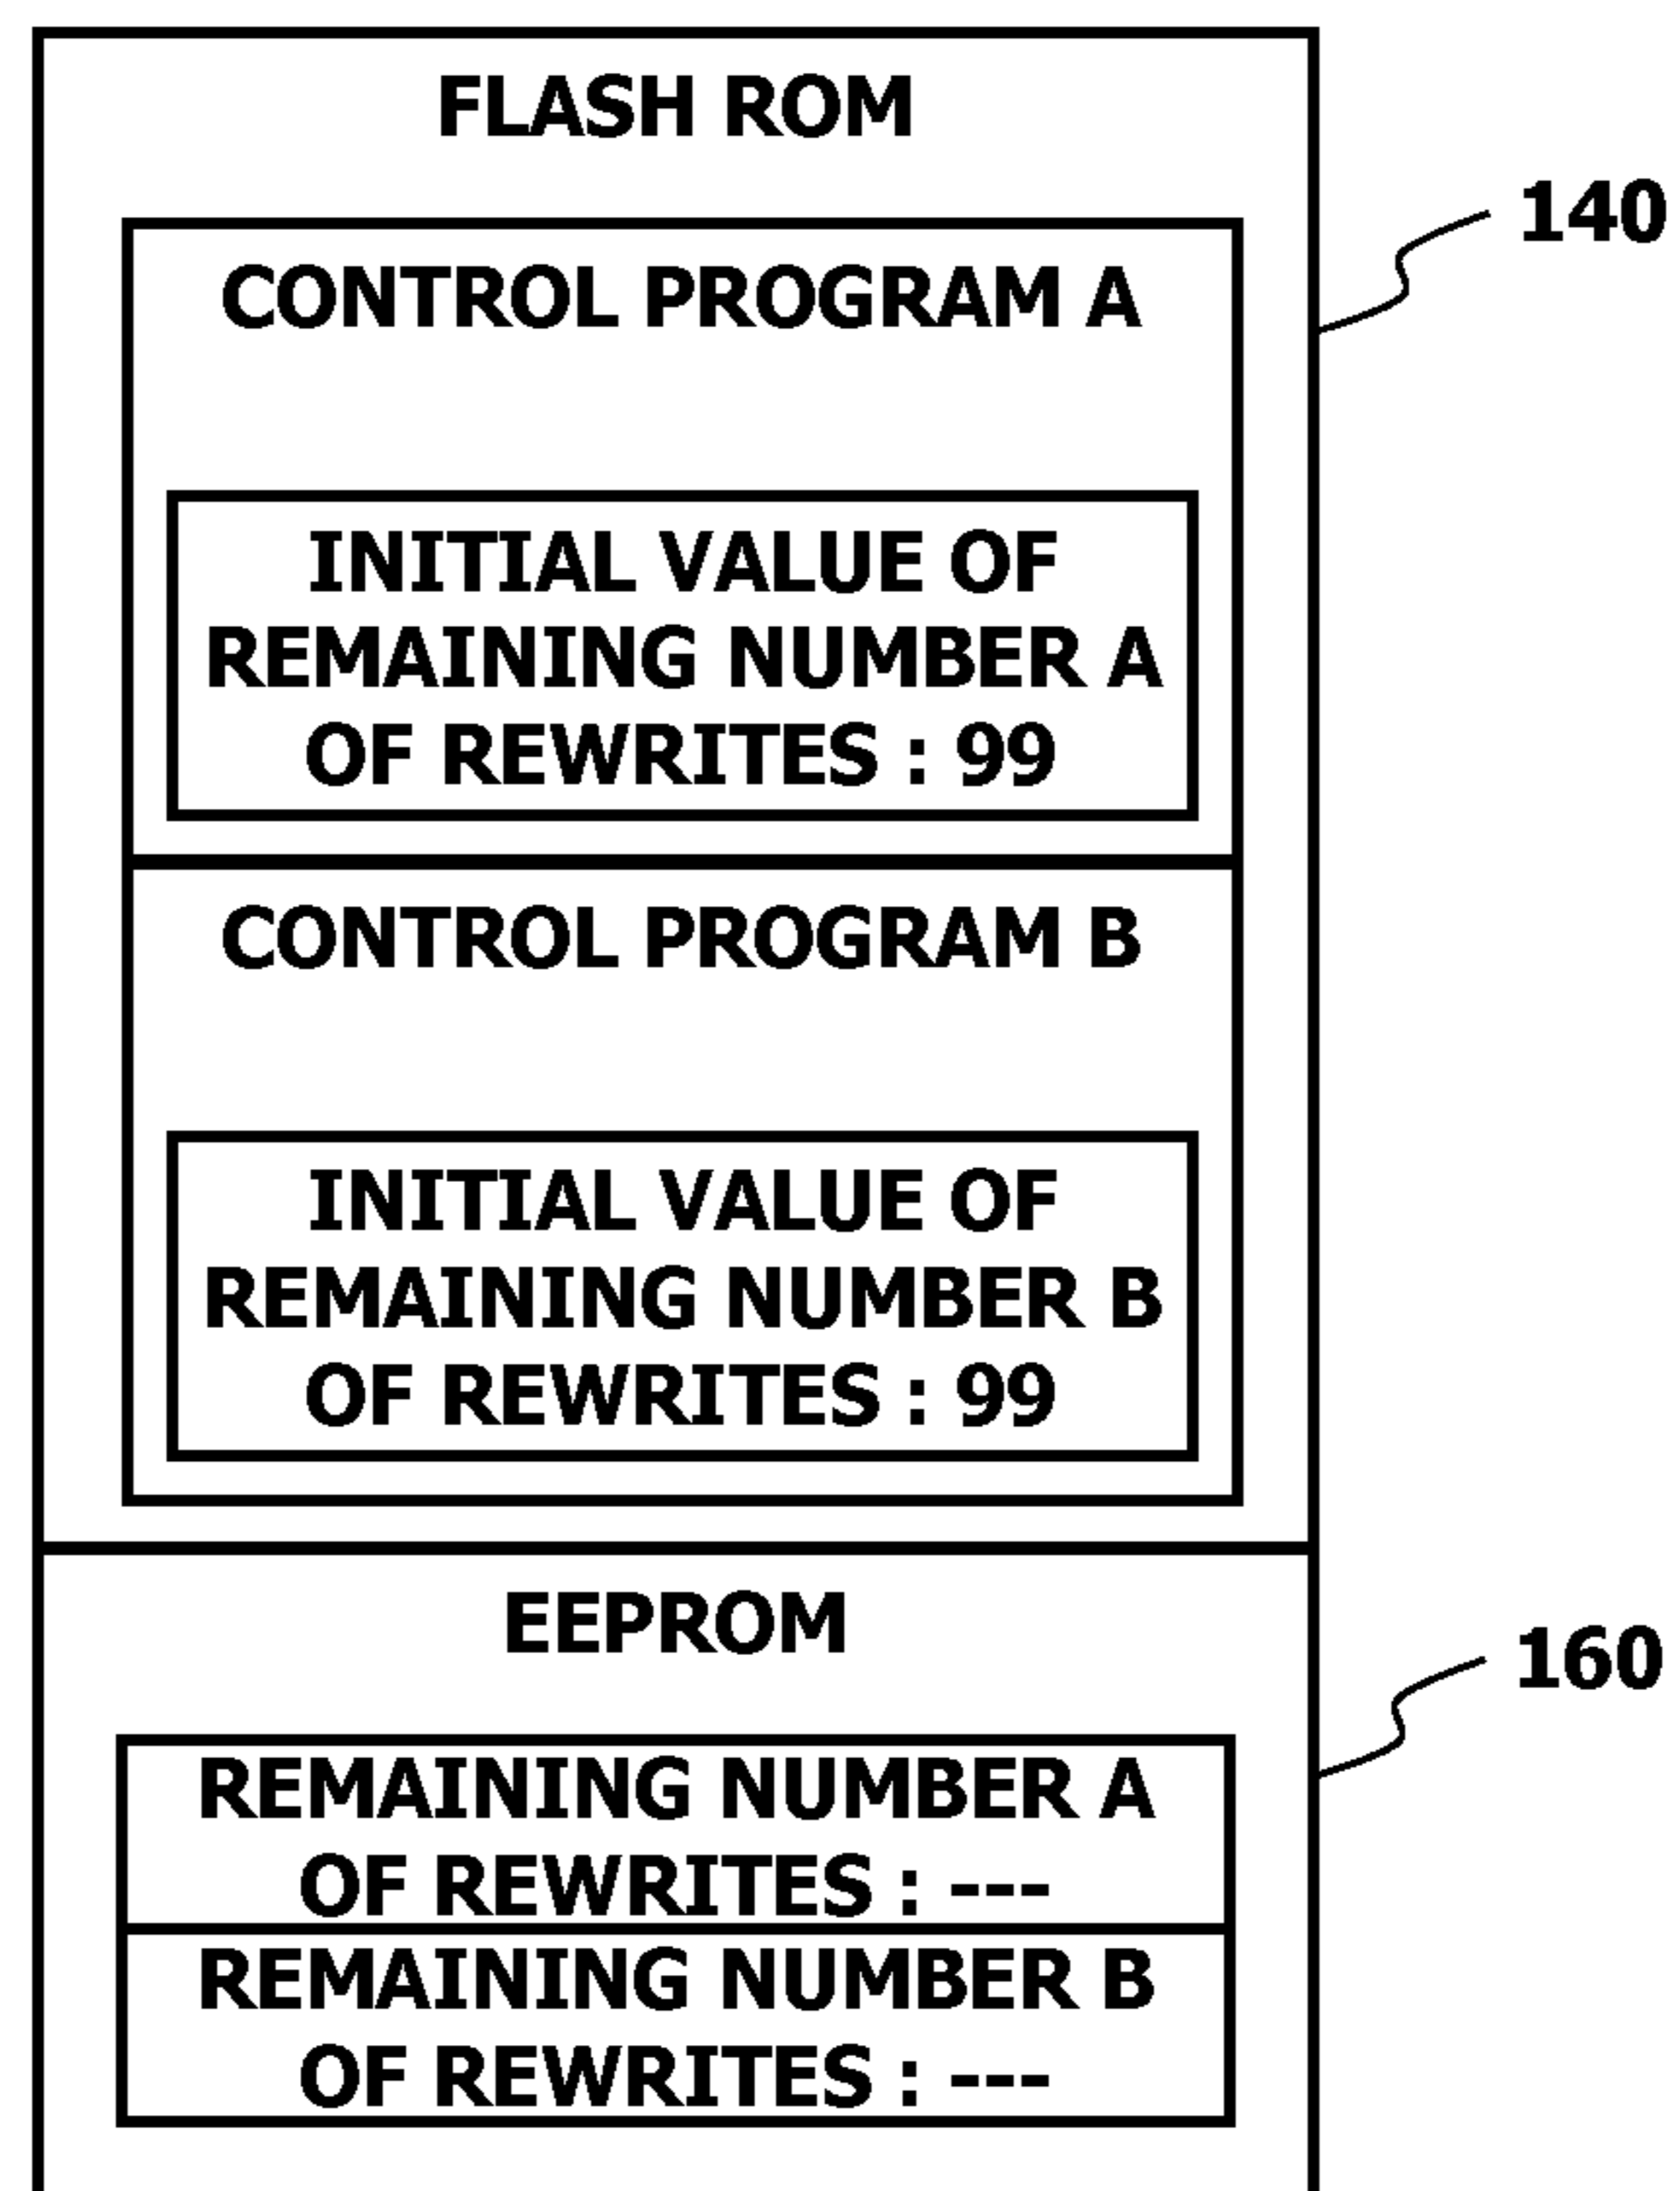 FLASH ROM
140
CONTROL PROGRAM A
INITIAL VALUE OF
REMAINING NUMBER A
OF REWRITES : 99
CONTROL PROGRAM B
INITIAL VALUE OF
REMAINING NUMBER B
OF REWRITES : 99
EEPROM
160
REMAINING NUMBER A
OF REWRITES : ---
REMAINING NUMBER B
OF REWRITES : ---